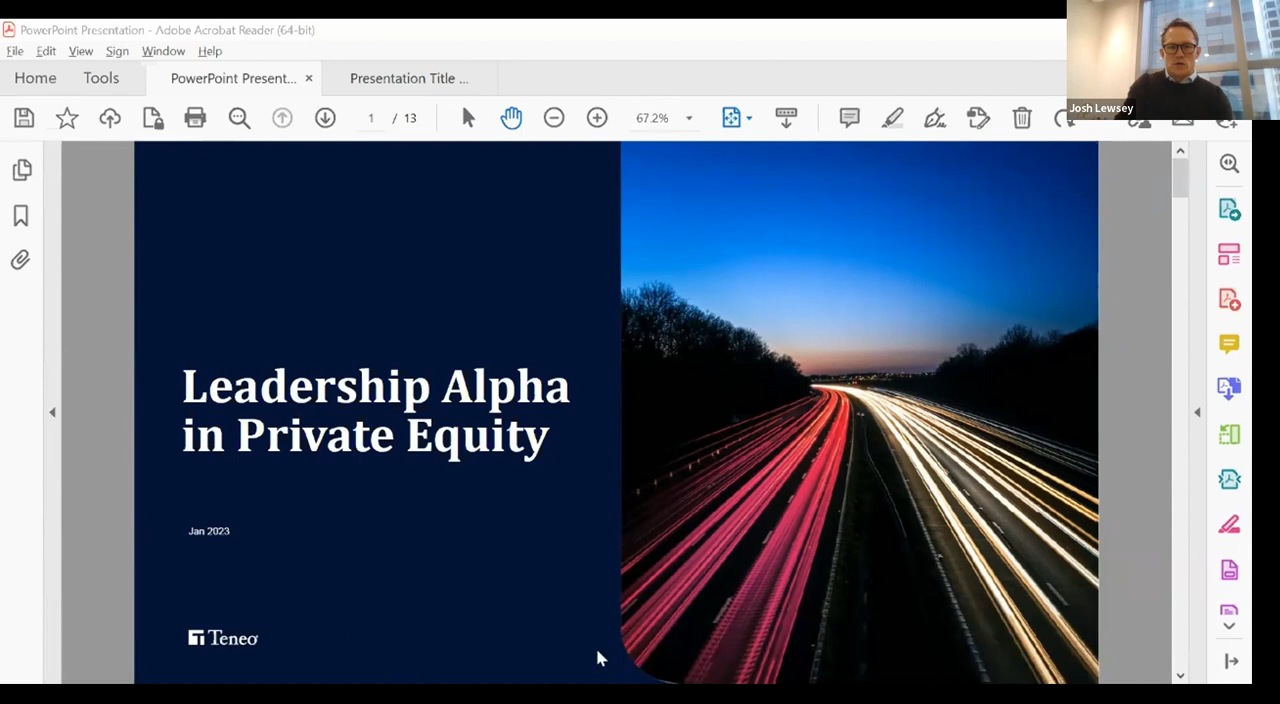 PowerPoint Presentation - Adobe Acrobat Reader (64-bit)
File Edit View Sign Window Help
Home Tools PowerPoint Present... × Presentation Title ...
1 / 13 67.2%
Josh Lewsey
Leadership Alpha
in Private Equity
Jan 2023
Teneo